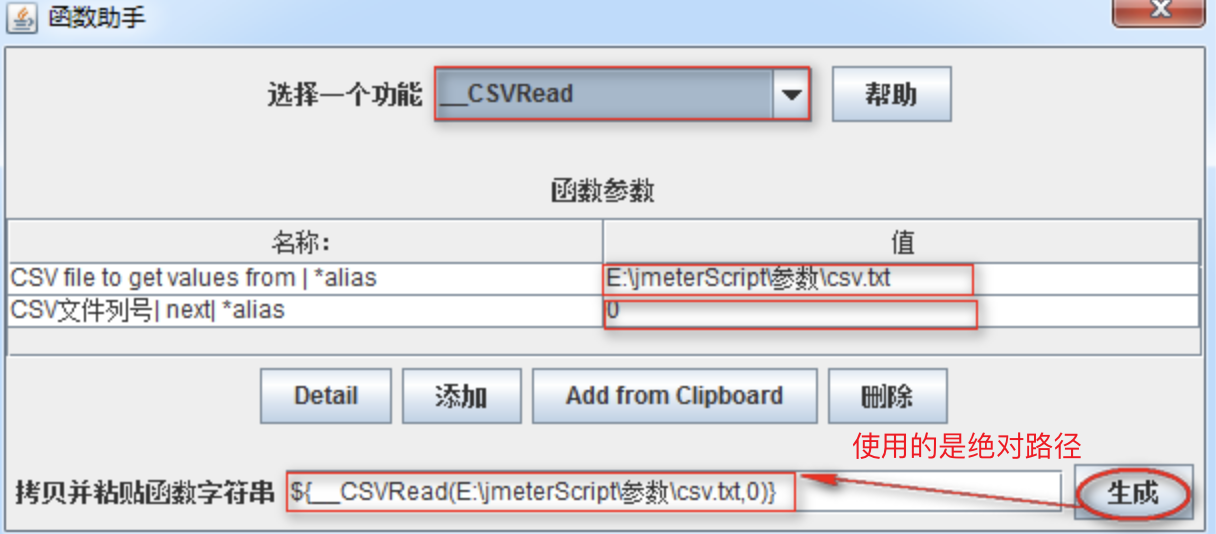 函数助手
选择一个功能 __CSVRead 帮助
函数参数
名称: 值
CSV file to get values from | *alias E:\jmeterScript\参数\csv.txt
CSV文件列号| next| *alias 0
Detail 添加 Add from Clipboard 删除
使用的是绝对路径
拷贝并粘贴函数字符串 ${__CSVRead(E:\jmeterScript\参数\csv.txt,0)} 生成